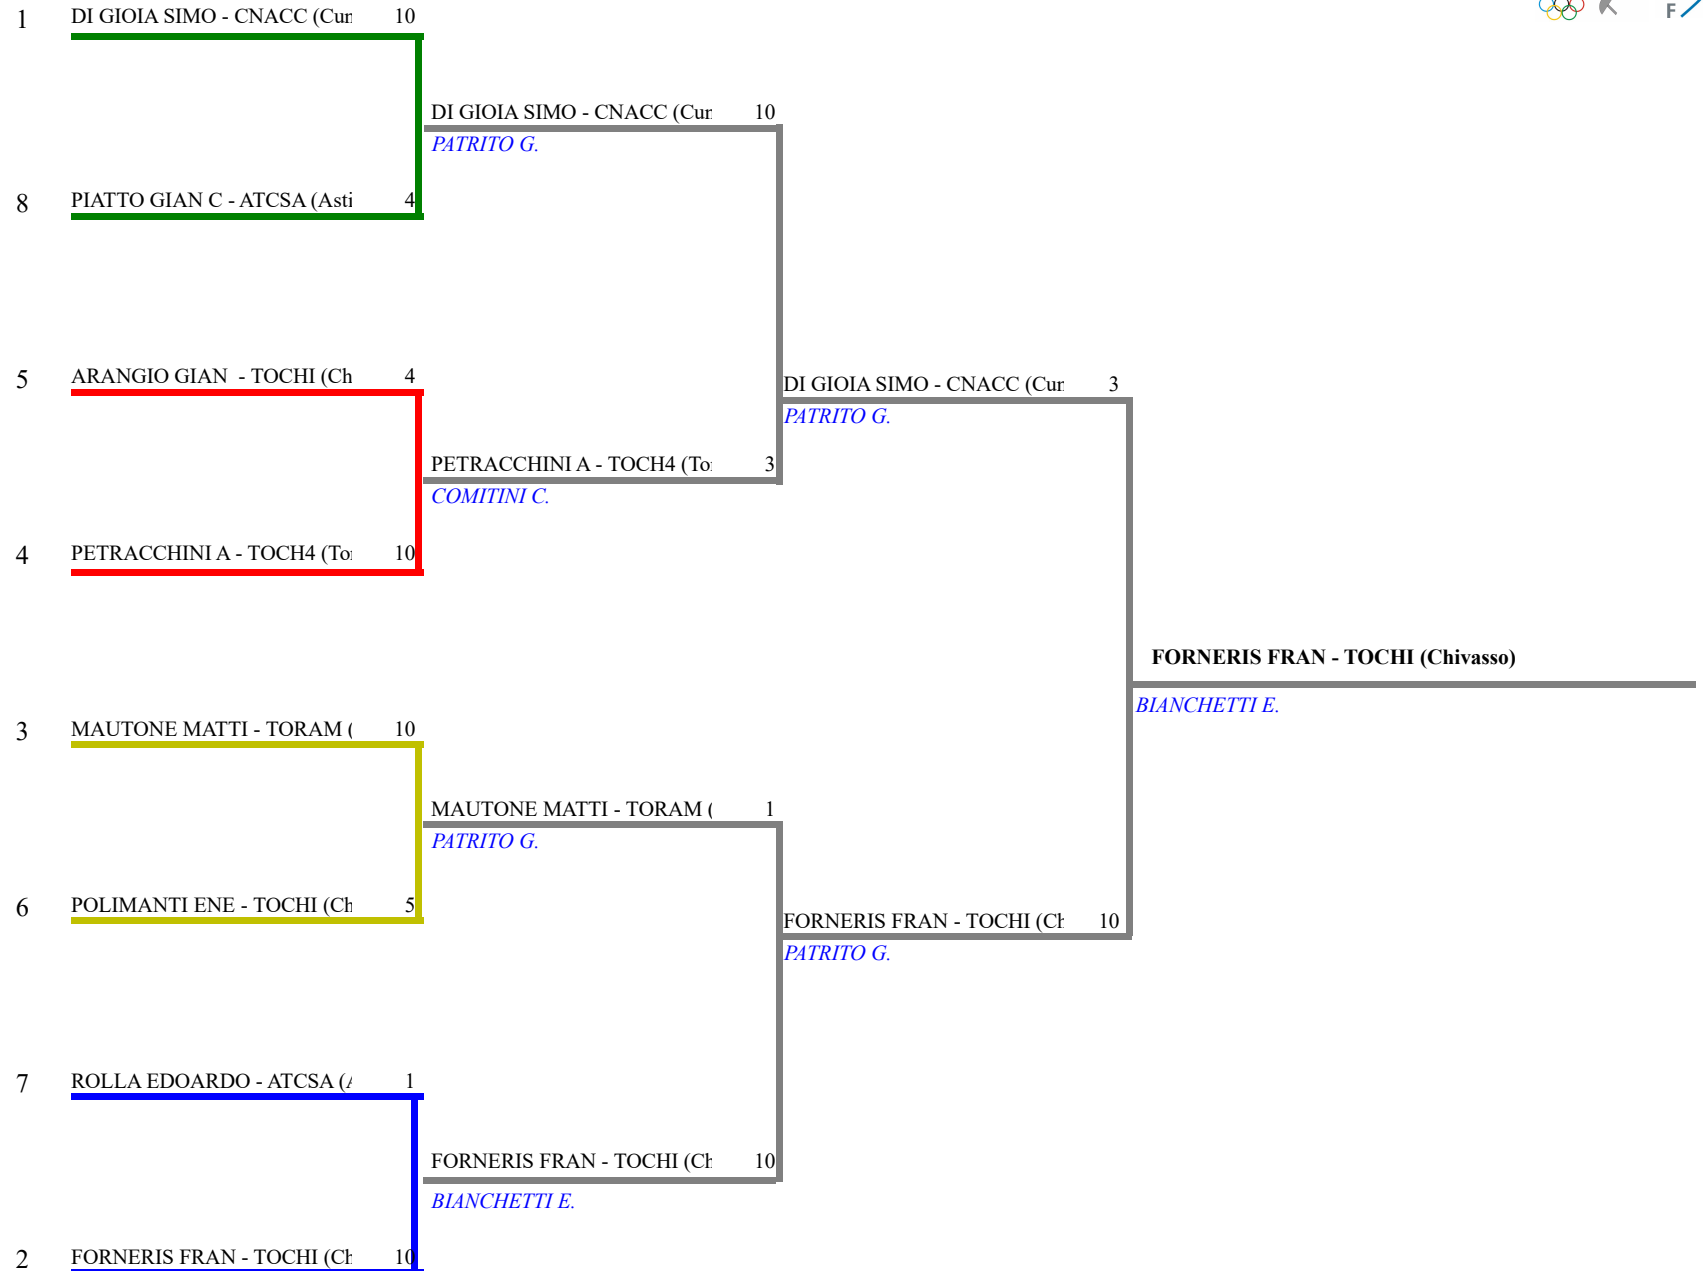 1 DI GIOIA SIMO - CNACC (Cun 10
F
DI GIOIA SIMO - CNACC (Cun 10
PATRITO G.
8 PIATTO GIAN C - ATCSA (Asti 4
5 ARANGIO GIAN - TOCHI (Ch 4
DI GIOIA SIMO - CNACC (Cun 3
PATRITO G.
PETRACCHINI A - TOCH4 (To 3
COMITINI C.
4 PETRACCHINI A - TOCH4 (To 10
FORNERIS FRAN - TOCHI (Chivasso)
BIANCHETTI E.
3 MAUTONE MATTI - TORAM ( 10
MAUTONE MATTI - TORAM ( 1
PATRITO G.
6 POLIMANTI ENE - TOCHI (Ch 5
FORNERIS FRAN - TOCHI (Ch 10
PATRITO G.
7 ROLLA EDOARDO - ATCSA (A 1
FORNERIS FRAN - TOCHI (Ch 10
BIANCHETTI E.
2 FORNERIS FRAN - TOCHI (Ch 10